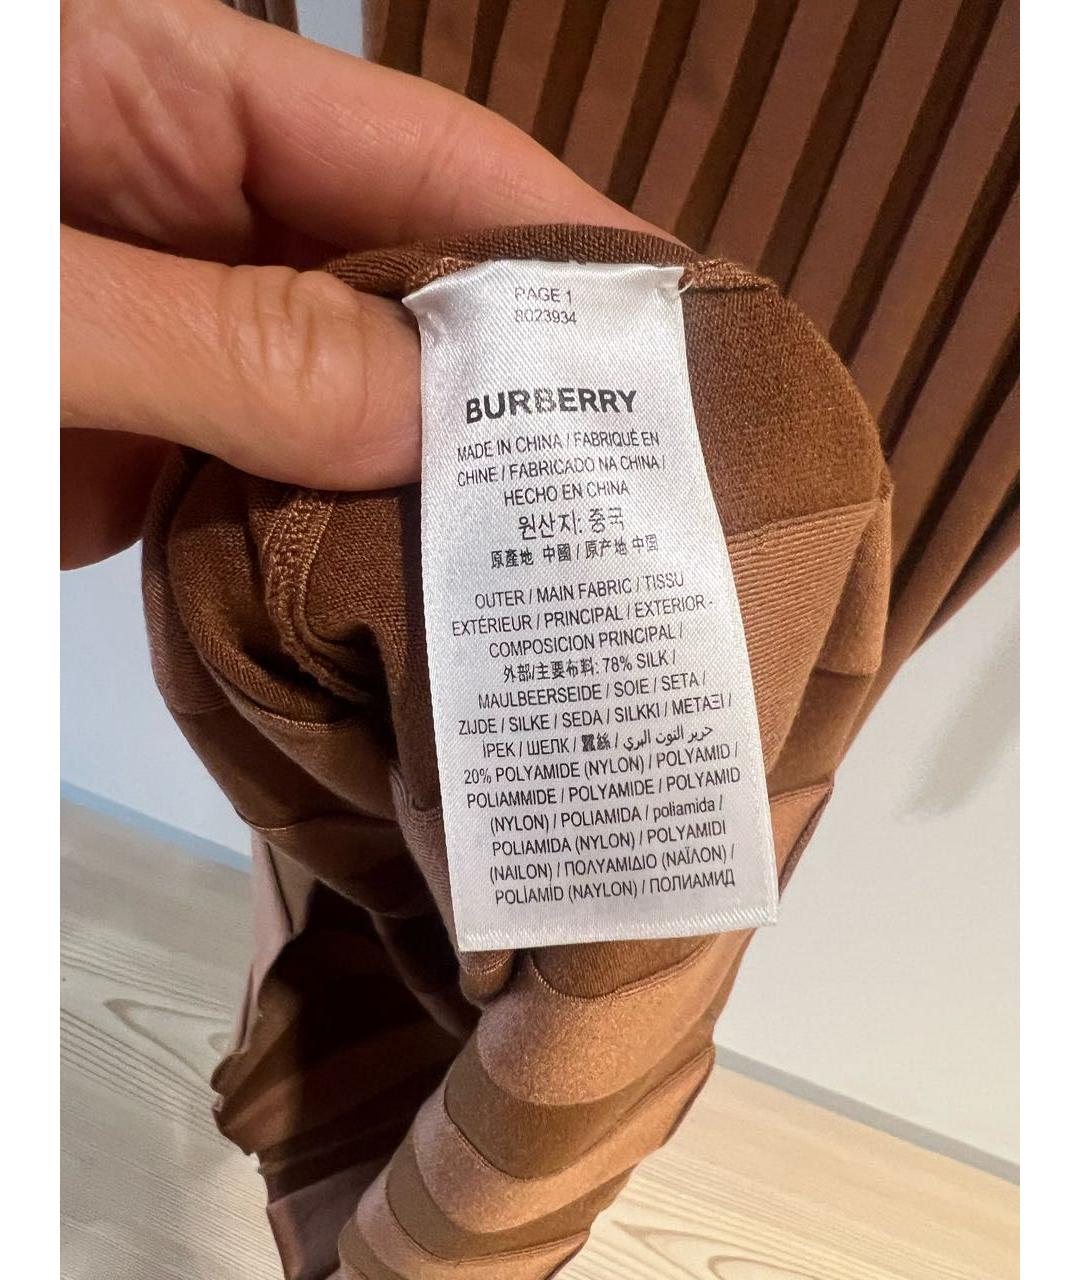 PAGE 1
8023934
BURBERRY
MADE IN CHINA / FABRIQUÉ EN
CHINE / FABRICADO NA CHINA /
HECHO EN CHINA
원산지: 중국
原產地 中國 / 原产地 中国
OUTER / MAIN FABRIC / TISSU
EXTÉRIEUR / PRINCIPAL / EXTERIOR -
COMPOSICION PRINCIPAL /
外部/主要布料: 78% SILK /
MAULBEERSEIDE / SOIE / SETA /
ZIJDE / SILKE / SEDA / SILKKI / ΜΕΤΑΞΙ /
İPEK / ШЕЛК / 蠶絲 / حرير التوت البري /
20% POLYAMIDE (NYLON) / POLYAMID /
POLIAMMIDE / POLYAMIDE / POLYAMID
(NYLON) / POLIAMIDA / poliamida /
POLIAMIDA (NYLON) / POLYAMIDI
(NAILON) / ΠΟΛΥΑΜΙΔΙΟ (ΝΑΪΛΟΝ) /
POLİAMİD (NAYLON) / ПОЛИАМИД